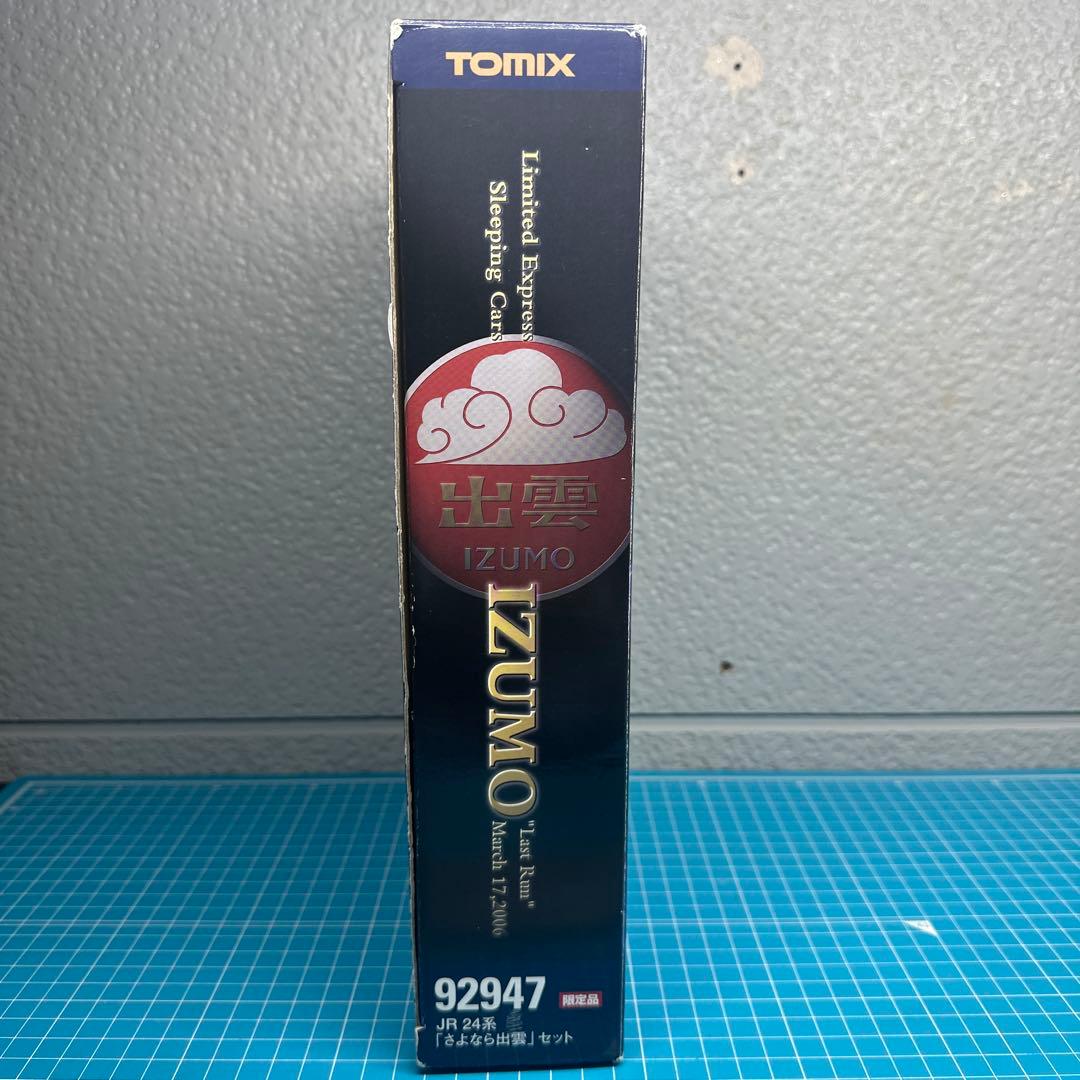 TOMIX
Limited Express
Sleeping Cars
出雲
IZUMO
IZUMO
"Last Run"
March 17,2006
92947 限定品
JR 24系
「さよなら出雲」セット